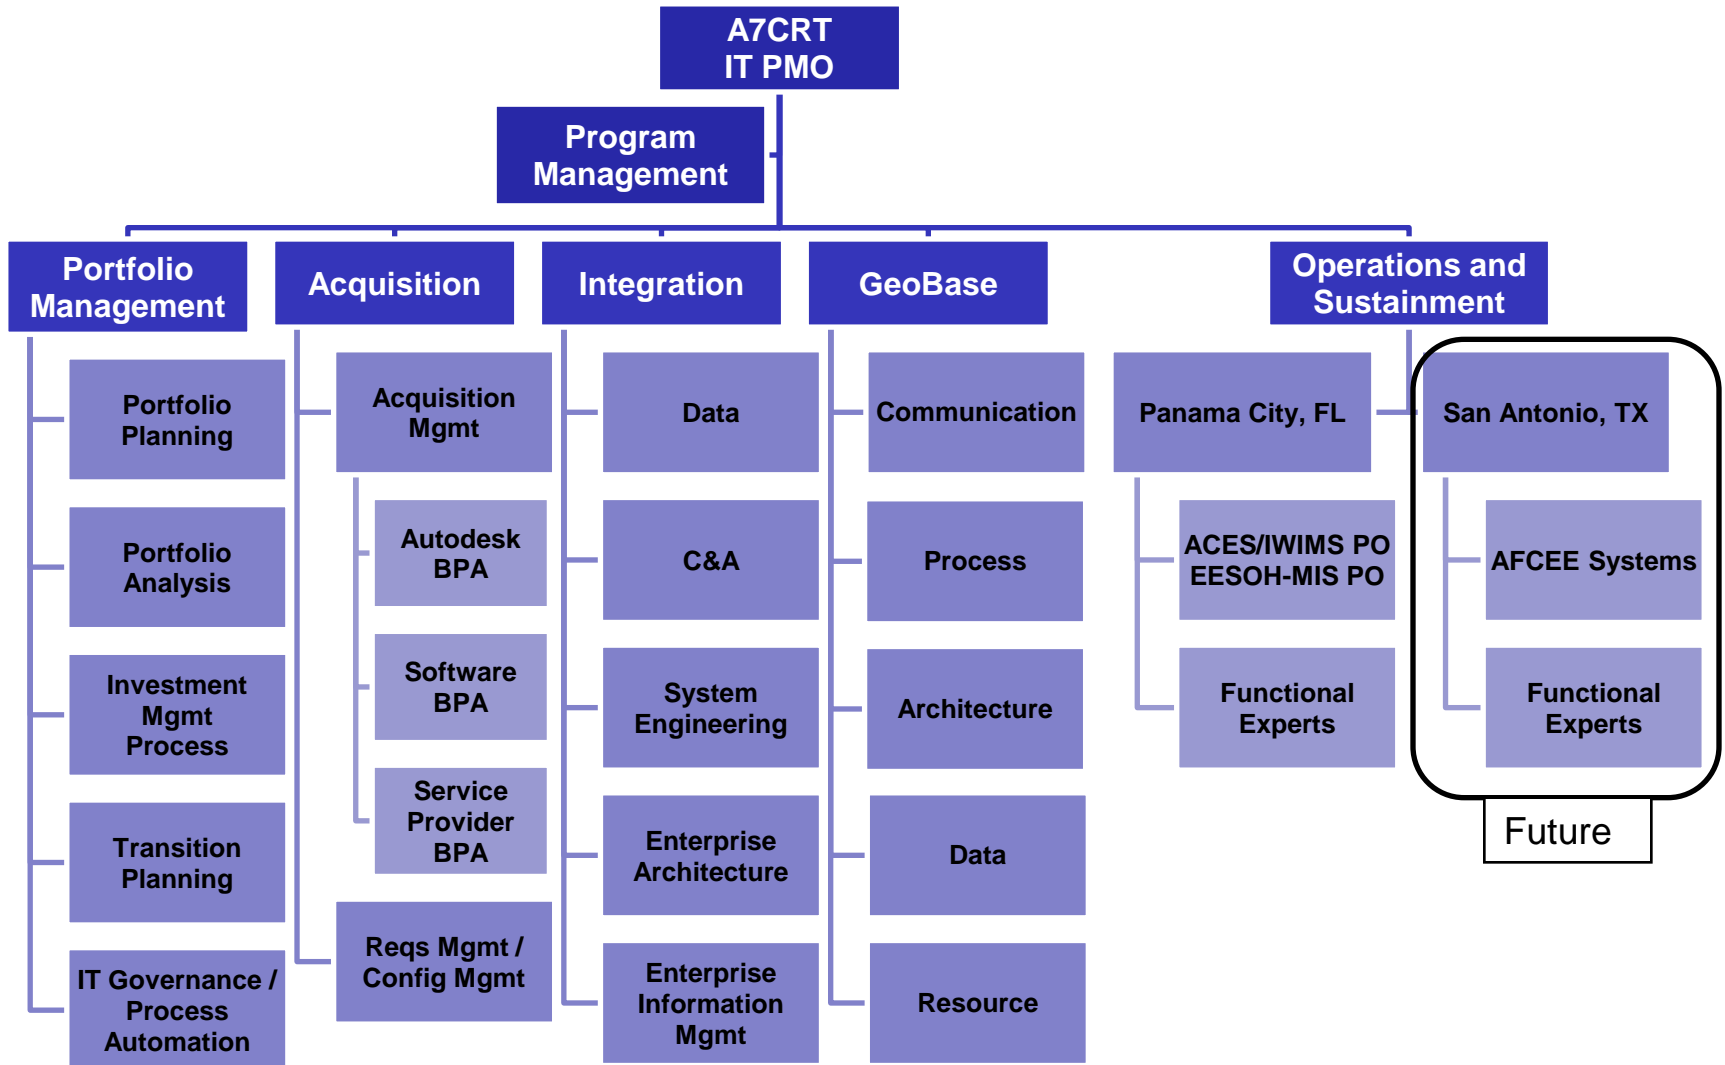 A7CRT
IT PMO
Program
Management
Portfolio
Management
Acquisition
Integration
GeoBase
Operations and
Sustainment
Portfolio
Planning
Portfolio
Analysis
Investment
Mgmt
Process
Transition
Planning
IT Governance /
Process
Automation
Acquisition
Mgmt
Autodesk
BPA
Software
BPA
Service
Provider
BPA
Reqs Mgmt /
Config Mgmt
Data
C&A
System
Engineering
Enterprise
Architecture
Enterprise
Information
Mgmt
Communication
Process
Architecture
Data
Resource
Panama City, FL
ACES/IWIMS PO
EESOH-MIS PO
Functional
Experts
San Antonio, TX
AFCEE Systems
Functional
Experts
Future